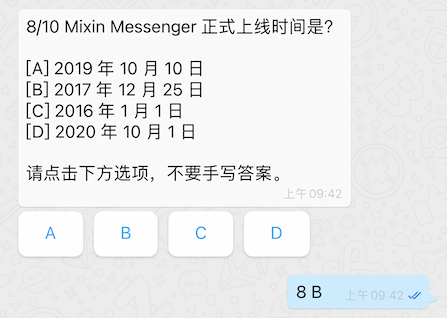 8/10 Mixin Messenger 正式上线时间是？
[A] 2019 年 10 月 10 日
[B] 2017 年 12 月 25 日
[C] 2016 年 1 月 1 日
[D] 2020 年 10 月 1 日
请点击下方选项，不要手写答案。
上午 09:42
A B C D
8 B 上午 09:42